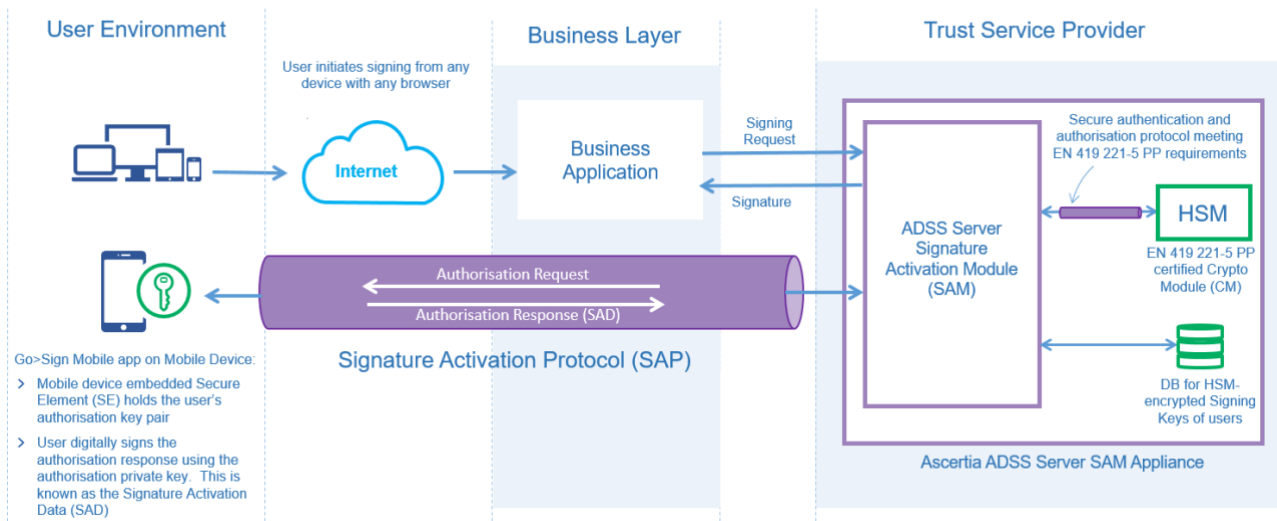 User Environment
Business Layer
Trust Service Provider
User initiates signing from any
device with any browser
Internet
Business
Application
Signing
Request
Signature
Secure authentication and
authorisation protocol meeting
EN 419 221-5 PP requirements
ADSS Server
Signature
Activation Module
(SAM)
HSM
EN 419 221-5 PP
certified Crypto
Module (CM)
DB for HSM-
encrypted Signing
Keys of users
Ascertia ADSS Server SAM Appliance
Authorisation Request
Authorisation Response (SAD)
Signature Activation Protocol (SAP)
Go>Sign Mobile app on Mobile Device:
> Mobile device embedded Secure
Element (SE) holds the user's
authorisation key pair
> User digitally signs the
authorisation response using the
authorisation private key. This is
known as the Signature Activation
Data (SAD)